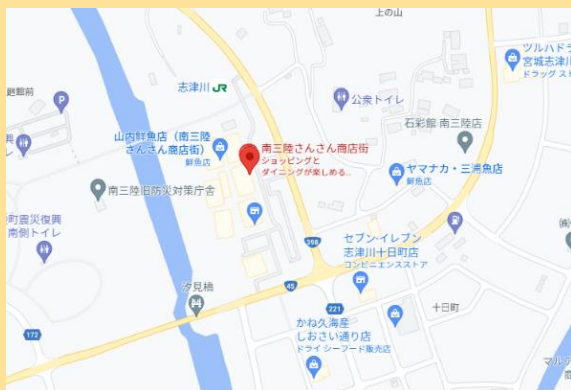 上の山
ツルハドラ
宮城志津川
ドラッグ スト
志津川 JR
廻館前
P
公衆トイレ
山内鮮魚店（南三陸
さんさん商店街）
鮮魚店
南三陸さんさん商店街
ショッピングと
ダイニングが楽しめる..
石彩館 南三陸店
ヤマナカ・三浦魚店
鮮魚店
南三陸旧防災対策庁舎
町震災復興
南側トイレ
398
セブン-イレブン
志津川十日町店
コンビニエンスストア
汐見橋
45
221
十日町
172
かね久海産
しおさい通り店
ドライ シーフード販売店
マルナ